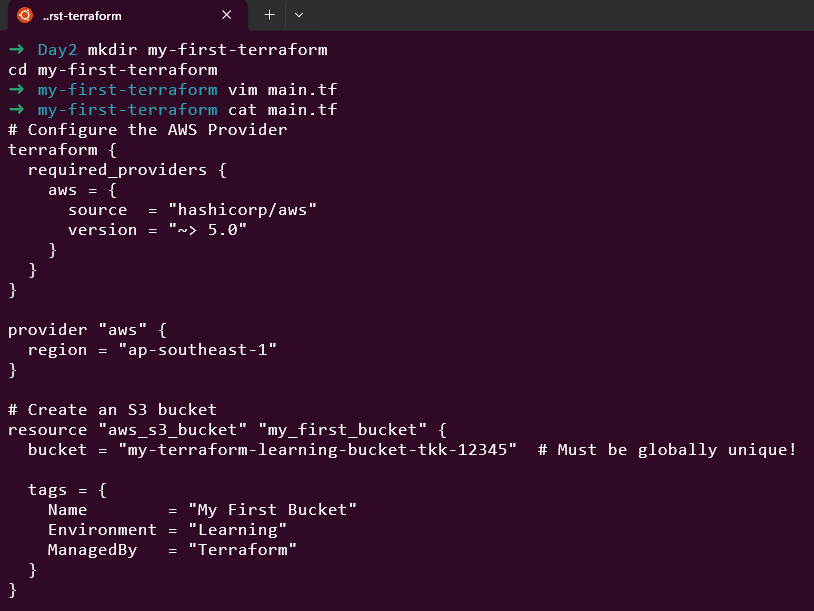 ..rst-terraform
➜ Day2 mkdir my-first-terraform
cd my-first-terraform
➜ my-first-terraform vim main.tf
➜ my-first-terraform cat main.tf
# Configure the AWS Provider
terraform {
  required_providers {
    aws = {
      source  = "hashicorp/aws"
      version = "~> 5.0"
    }
  }
}

provider "aws" {
  region = "ap-southeast-1"
}

# Create an S3 bucket
resource "aws_s3_bucket" "my_first_bucket" {
  bucket = "my-terraform-learning-bucket-tkk-12345"  # Must be globally unique!

  tags = {
    Name        = "My First Bucket"
    Environment = "Learning"
    ManagedBy   = "Terraform"
  }
}